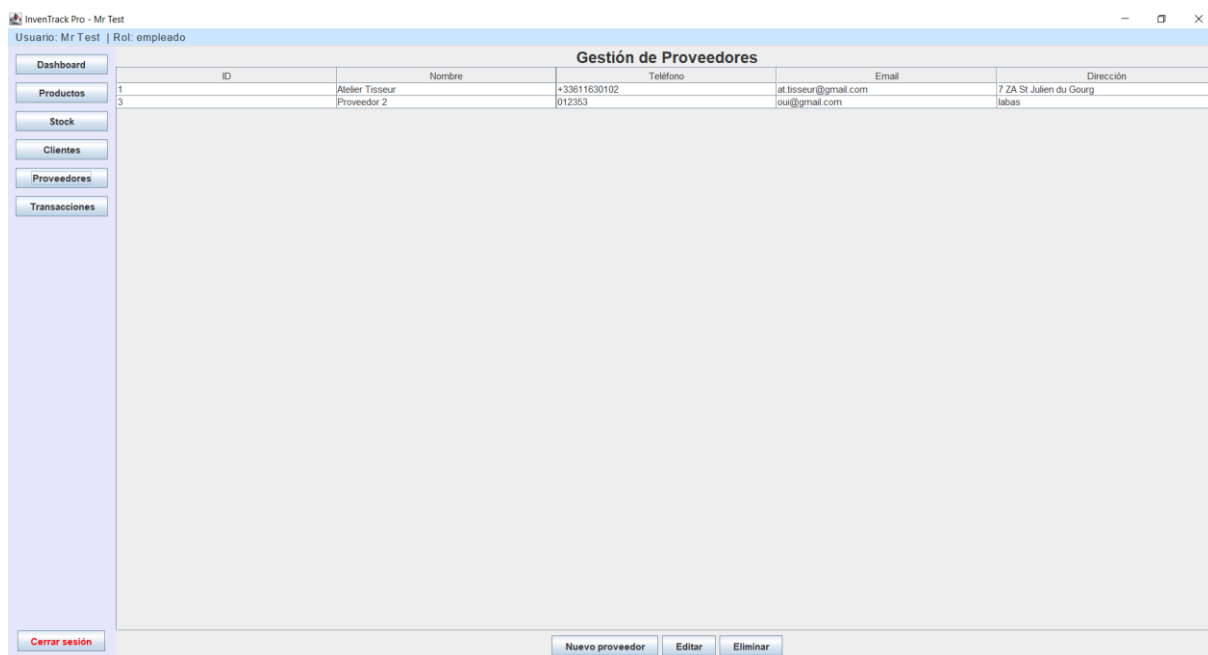 InvenTrack Pro - Mr Test
Usuario: Mr Test | Rol: empleado
Dashboard
Productos
Stock
Clientes
Proveedores
Transacciones
Cerrar sesión
Gestión de Proveedores
ID Nombre Teléfono Email Dirección
1 Atelier Tisseur +33611630102 at.tisseur@gmail.com 7 ZA St Julien du Gourg
3 Proveedor 2 012353 oui@gmail.com labas
Nuevo proveedor Editar Eliminar